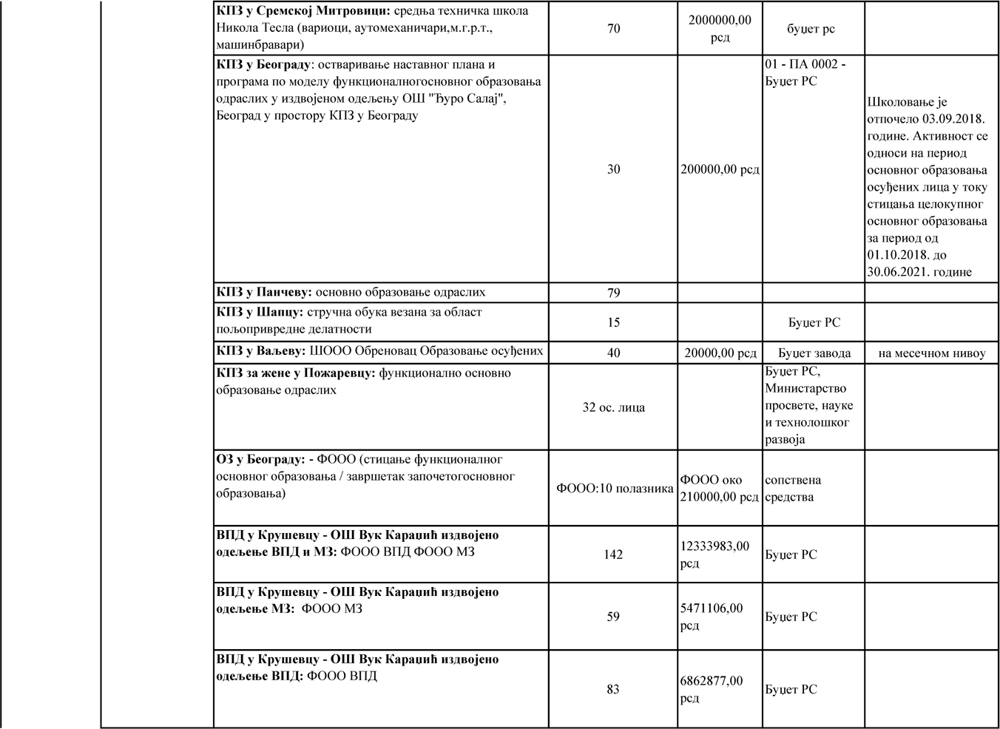 КПЗ у Сремској Митровици: средња техничка школа
Никола Тесла (вариоци, аутомеханичари,м.г.р.т.,
машинбравари)
70
2000000,00
рсд
буџет рс
КПЗ у Београду: остваривање наставног плана и
програма по моделу функционалногосновног образовања
одраслих у издвојеном одељењу ОШ "Ђуро Салај",
Београд у простору КПЗ у Београду
30
200000,00 рсд
01 - ПА 0002 -
Буџет РС
Школовање је
отпочело 03.09.2018.
године. Активност се
односи на период
основног образовања
осуђених лица у току
стицања целокупног
основног образовања
за период од
01.10.2018. до
30.06.2021. године
КПЗ у Панчеву: основно образовање одраслих
79
КПЗ у Шапцу: стручна обука везана за област
пољопривредне делатности
15
Буџет РС
КПЗ у Ваљеву: ШООО Обреновац Образовање осуђених
40
20000,00 рсд
Буџет завода
на месечном нивоу
КПЗ за жене у Пожаревцу: функционално основно
образовање одраслих
32 ос. лица
Буџет РС,
Министарство
просвете, науке
и технолошког
развоја
ОЗ у Београду: - ФООО (стицање функционалног
основног образовања / завршетак започетогосновног
образовања)
ФООО:10 полазника
ФООО око
210000,00 рсд
сопствена
средства
ВПД у Крушевцу - ОШ Вук Караџић издвојено
одељење ВПД и МЗ: ФООО ВПД ФООО МЗ
142
12333983,00
рсд
Буџет РС
ВПД у Крушевцу - ОШ Вук Караџић издвојено
одељење МЗ:  ФООО МЗ
59
5471106,00
рсд
Буџет РС
ВПД у Крушевцу - ОШ Вук Караџић издвојено
одељење ВПД: ФООО ВПД
83
6862877,00
рсд
Буџет РС